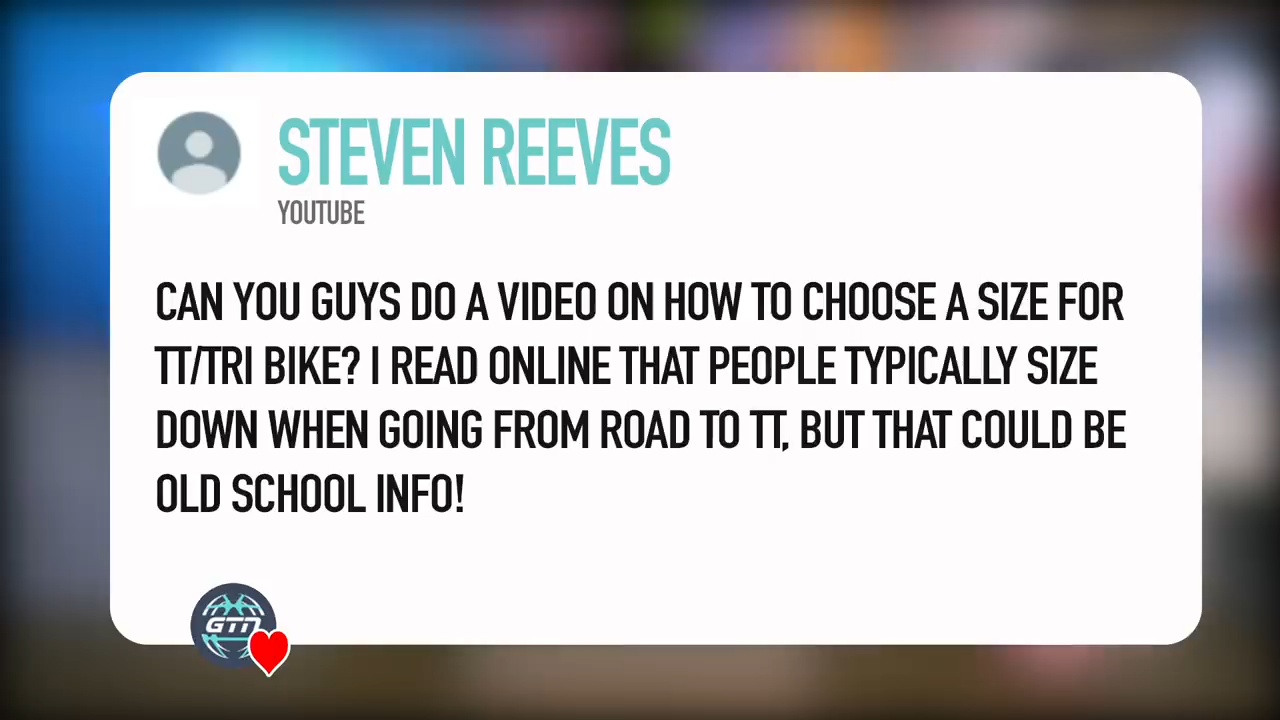 STEVEN REEVES
YOUTUBE
CAN YOU GUYS DO A VIDEO ON HOW TO CHOOSE A SIZE FOR
TT/TRI BIKE? I READ ONLINE THAT PEOPLE TYPICALLY SIZE
DOWN WHEN GOING FROM ROAD TO TT, BUT THAT COULD BE
OLD SCHOOL INFO!
GTN